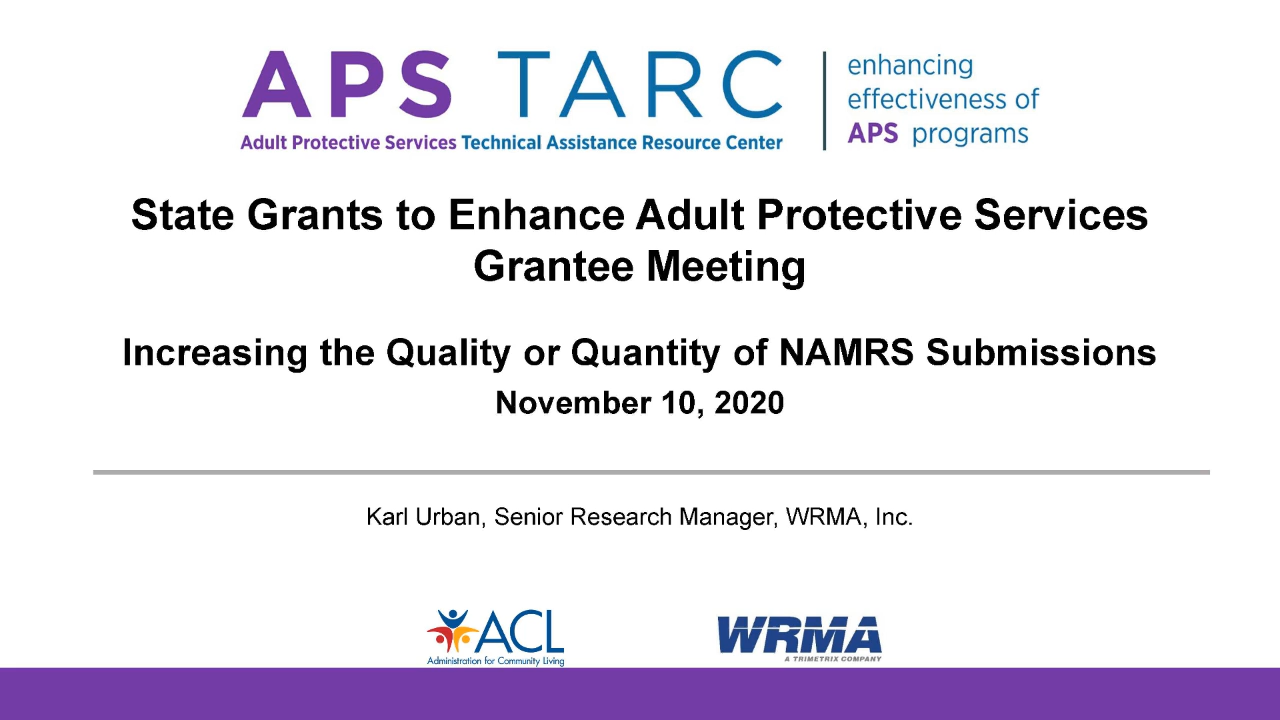 APS TARC
Adult Protective Services Technical Assistance Resource Center
enhancing
effectiveness of
APS programs
State Grants to Enhance Adult Protective Services
Grantee Meeting
Increasing the Quality or Quantity of NAMRS Submissions
November 10, 2020
Karl Urban, Senior Research Manager, WRMA, Inc.
ACL
Administration for Community Living
WRMA
A TRIMETRIX COMPANY